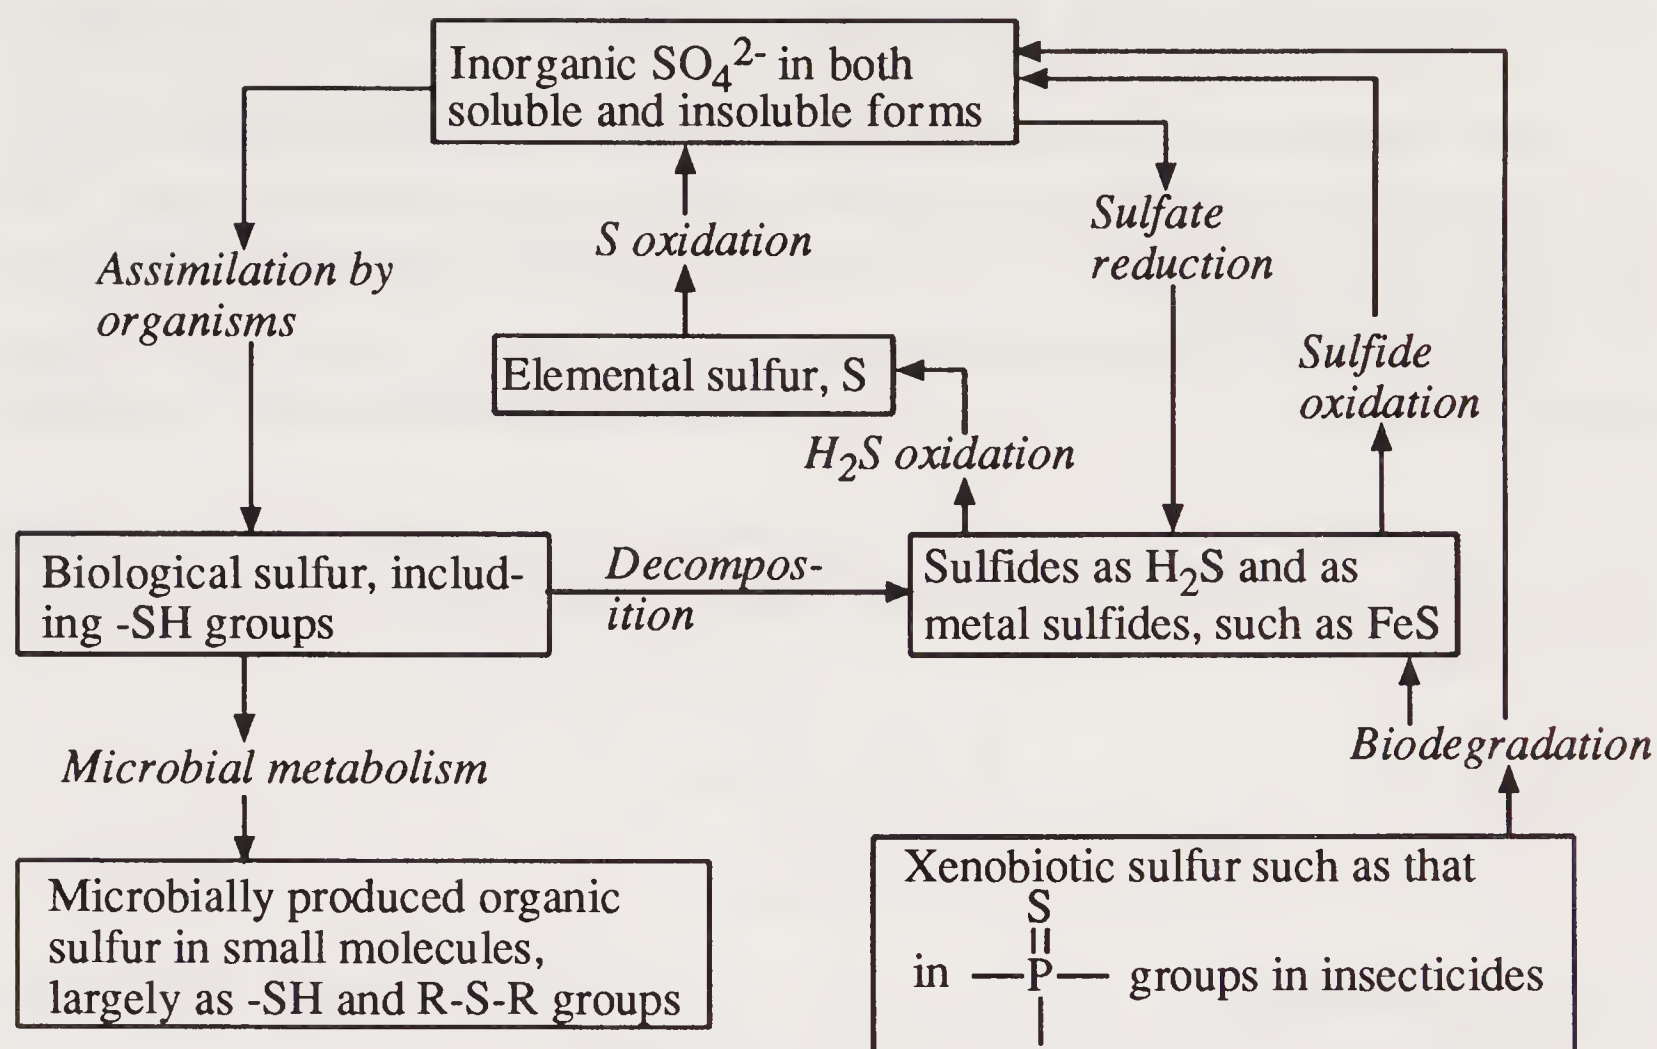 Inorganic SO₄²⁻ in both
soluble and insoluble forms
Assimilation by
organisms
S oxidation
Sulfate
reduction
Elemental sulfur, S
Sulfide
oxidation
H₂S oxidation
Biological sulfur, includ-
ing -SH groups
Decompos-
ition
Sulfides as H₂S and as
metal sulfides, such as FeS
Microbial metabolism
Biodegradation
Microbially produced organic
sulfur in small molecules,
largely as -SH and R-S-R groups
Xenobiotic sulfur such as that
S
in —P— groups in insecticides